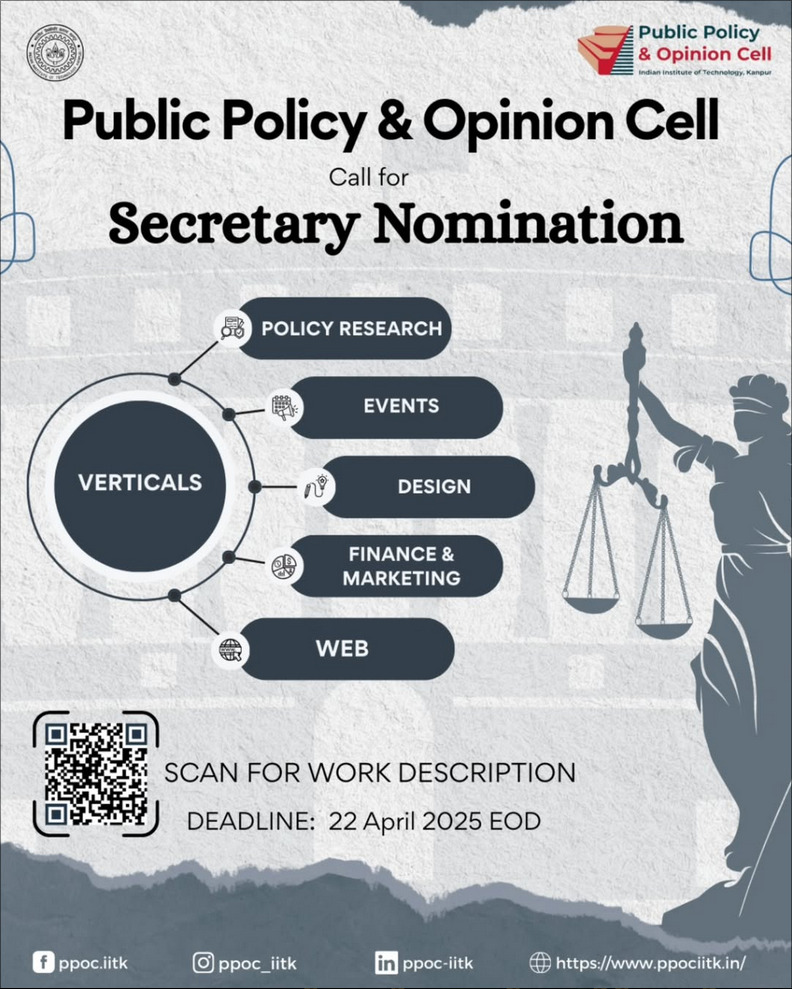 Public Policy
& Opinion Cell
Indian Institute of Technology, Kanpur
Public Policy & Opinion Cell
Call for
Secretary Nomination
POLICY RESEARCH
EVENTS
VERTICALS
DESIGN
FINANCE &
MARKETING
WEB
SCAN FOR WORK DESCRIPTION
DEADLINE: 22 April 2025 EOD
ppoc.iitk
ppoc_iitk
ppoc-iitk
https://www.ppociitk.in/